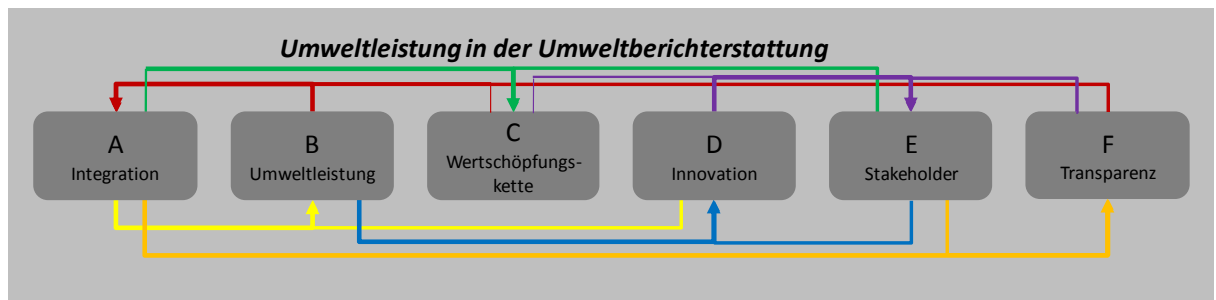 Umweltleistung in der Umweltberichterstattung
A
Integration
B
Umweltleistung
C
Wertschöpfungs-
kette
D
Innovation
E
Stakeholder
F
Transparenz